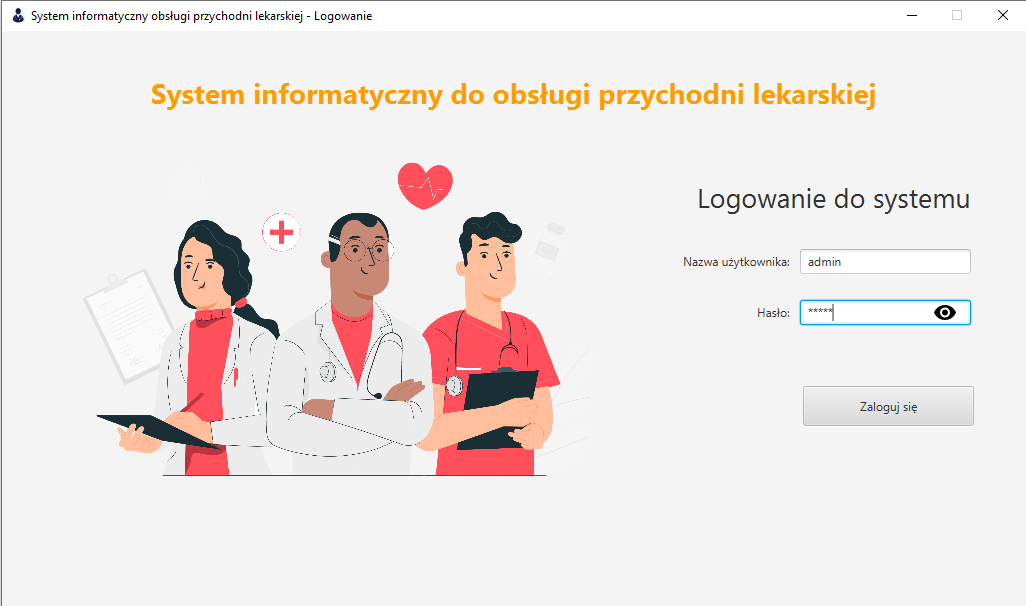 System informatyczny obsługi przychodni lekarskiej - Logowanie
System informatyczny do obsługi przychodni lekarskiej
Logowanie do systemu
Nazwa użytkownika: admin
Hasło: *****
Zaloguj się